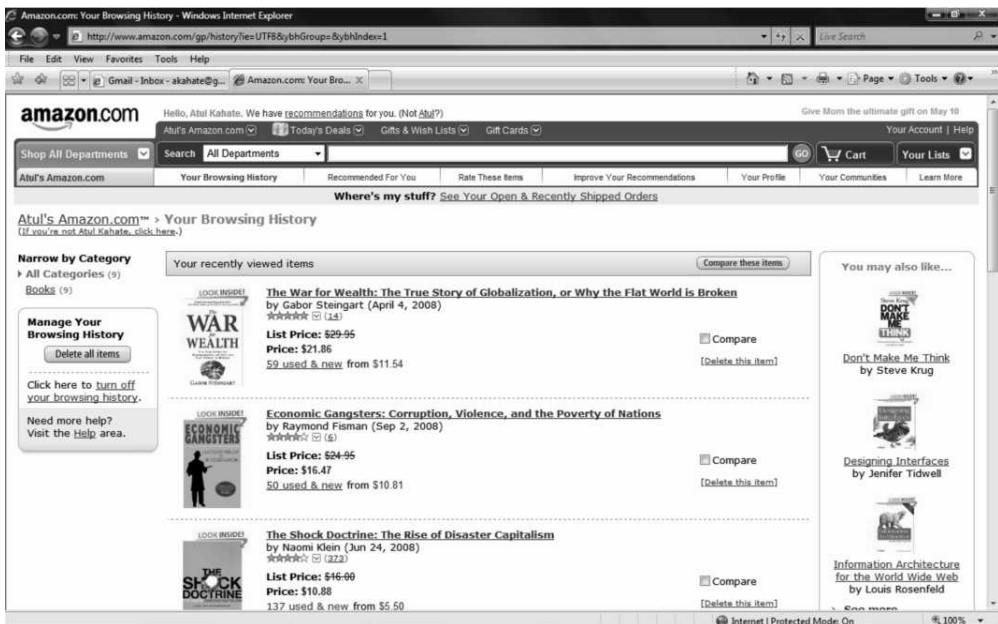 Amazon.com: Your Browsing History - Windows Internet Explorer
http://www.amazon.com/gp/history?ie=UTF8&ybhGroup=&ybhIndex=1
Live Search
File Edit View Favorites Tools Help
Gmail - Inbox - akahate@g... Amazon.com: Your Bro... X
Page Tools
amazon.com
Hello, Atul Kahate. We have recommendations for you. (Not Atul?)
Give Mom the ultimate gift on May 10
Atul's Amazon.com Today's Deals Gifts & Wish Lists Gift Cards
Your Account | Help
Shop All Departments Search All Departments GO Cart Your Lists
Atul's Amazon.com Your Browsing History Recommended For You Rate These Items Improve Your Recommendations Your Profile Your Communities Learn More
Where's my stuff? See Your Open & Recently Shipped Orders
Atul's Amazon.com™ > Your Browsing History
(If you're not Atul Kahate, click here.)
Narrow by Category
All Categories (9)
Books (9)
Manage Your
Browsing History
Delete all items
Click here to turn off
your browsing history.
Need more help?
Visit the Help area.
Your recently viewed items
Compare these items
LOOK INSIDE!
WAR
for
WEALTH
GABOR STEINGART
The War for Wealth: The True Story of Globalization, or Why the Flat World is Broken
by Gabor Steingart (April 4, 2008)
(14)
List Price: $29.95
Price: $21.86
59 used & new from $11.54
Compare
[Delete this item]
LOOK INSIDE!
ECONOMIC
GANGSTERS
Economic Gangsters: Corruption, Violence, and the Poverty of Nations
by Raymond Fisman (Sep 2, 2008)
(6)
List Price: $24.95
Price: $16.47
50 used & new from $10.81
Compare
[Delete this item]
LOOK INSIDE!
THE
SHOCK
DOCTRINE
The Shock Doctrine: The Rise of Disaster Capitalism
by Naomi Klein (Jun 24, 2008)
(373)
List Price: $16.00
Price: $10.88
137 used & new from $5.50
Compare
[Delete this item]
You may also like...
Steve Krug
DON'T
MAKE
ME
THINK
Don't Make Me Think
by Steve Krug
Designing
Interfaces
Designing Interfaces
by Jenifer Tidwell
Information Architecture
for the World Wide Web
by Louis Rosenfeld
See more
Internet | Protected Mode: On
100%